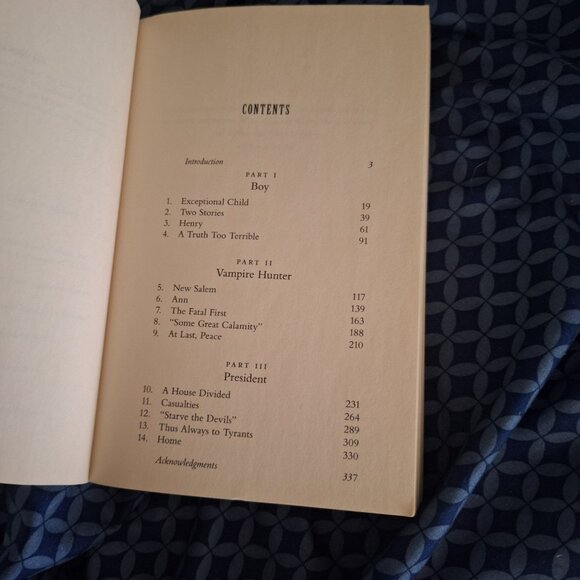 CONTENTS
Introduction 3
PART I
Boy
1. Exceptional Child 19
2. Two Stories 39
3. Henry 61
4. A Truth Too Terrible 91
PART II
Vampire Hunter
5. New Salem 117
6. Ann 139
7. The Fatal First 163
8. "Some Great Calamity" 188
9. At Last, Peace 210
PART III
President
10. A House Divided 231
11. Casualties 264
12. "Starve the Devils" 289
13. Thus Always to Tyrants 309
14. Home 330
Acknowledgments 337